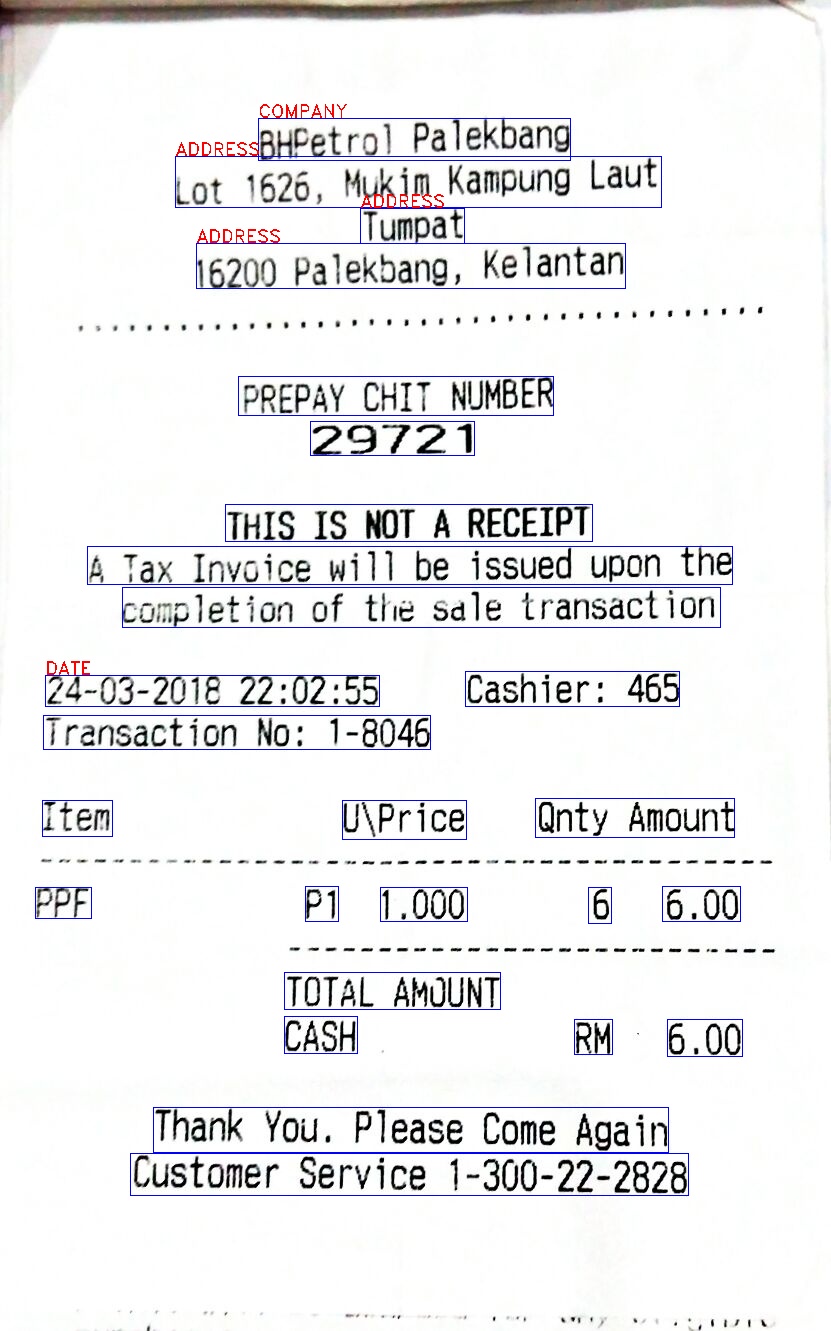 COMPANY
BHPetrol Palekbang
ADDRESS
Lot 1626, Mukim Kampung Laut
ADDRESS
Tumpat
ADDRESS
16200 Palekbang, Kelantan
PREPAY CHIT NUMBER
29721
THIS IS NOT A RECEIPT
A Tax Invoice will be issued upon the
completion of the sale transaction
DATE
24-03-2018 22:02:55 Cashier: 465
Transaction No: 1-8046
Item U\Price Qnty Amount
PPF P1 1.000 6 6.00
TOTAL AMOUNT
CASH RM 6.00
Thank You. Please Come Again
Customer Service 1-300-22-2828